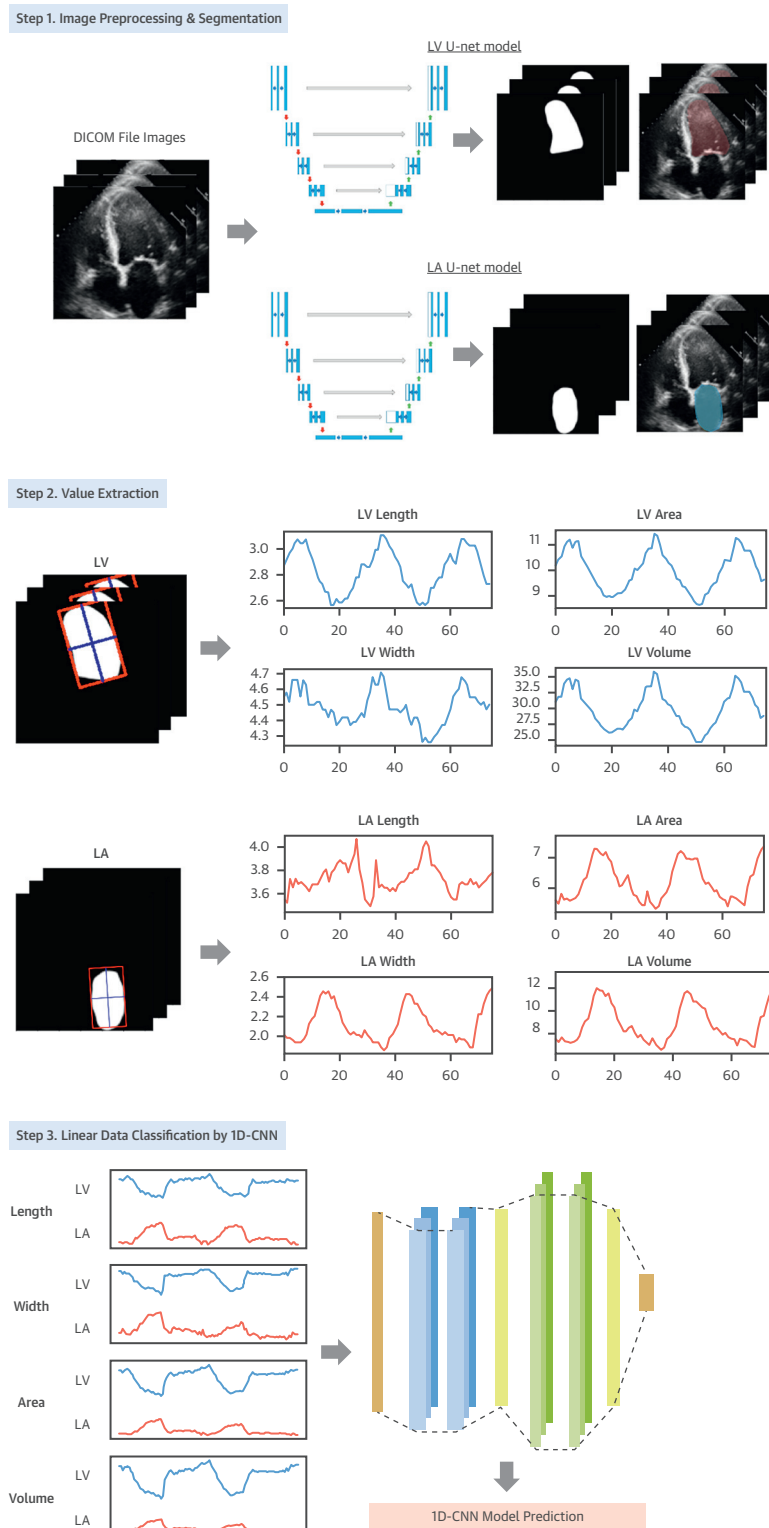 Step 1. Image Preprocessing & Segmentation
LV U-net model
DICOM File Images
LA U-net model
Step 2. Value Extraction
LV
LV Length
3.0
2.8
2.6
0 20 40 60
LV Area
11
10
9
0 20 40 60
LV Width
4.7
4.6
4.5
4.4
4.3
0 20 40 60
LV Volume
35.0
32.5
30.0
27.5
25.0
0 20 40 60
LA
LA Length
4.0
3.8
3.6
0 20 40 60
LA Area
7
6
0 20 40 60
LA Width
2.6
2.4
2.2
2.0
0 20 40 60
LA Volume
12
10
8
0 20 40 60
Step 3. Linear Data Classification by 1D-CNN
Length
LV
LA
Width
LV
LA
Area
LV
LA
Volume
LV
LA
1D-CNN Model Prediction